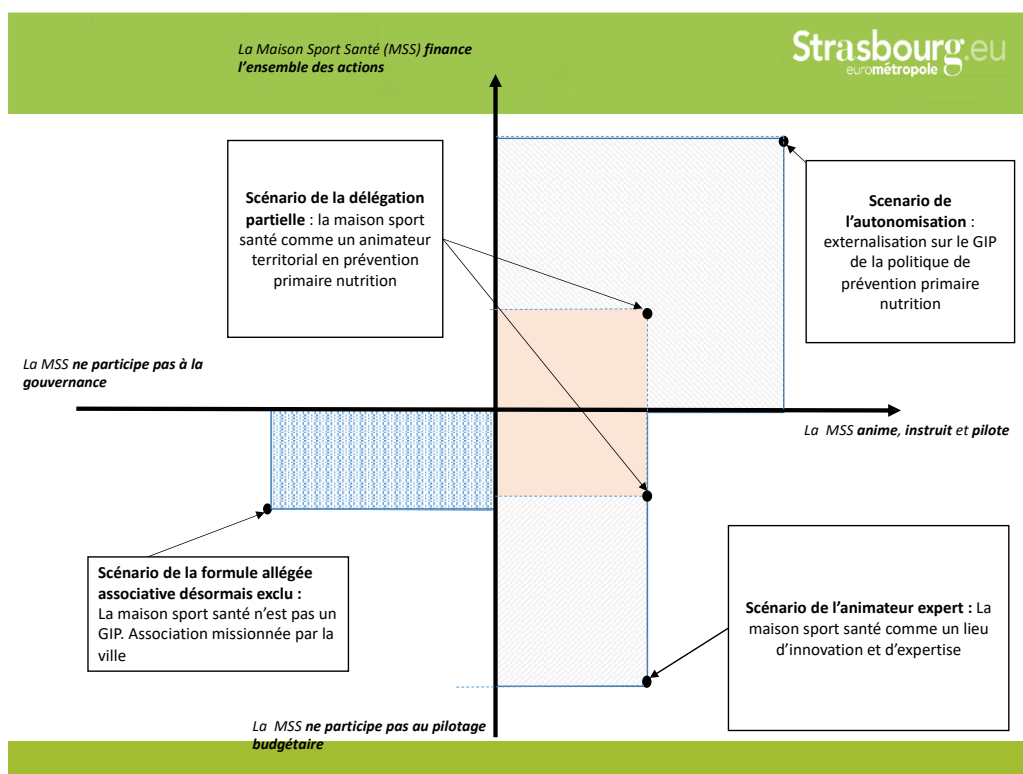 La Maison Sport Santé (MSS) finance
l'ensemble des actions
Strasbourg.eu
eurométropole
Scénario de la délégation
partielle : la maison sport
santé comme un animateur
territorial en prévention
primaire nutrition
Scenario de
l'autonomisation :
externalisation sur le GIP
de la politique de
prévention primaire
nutrition
La MSS ne participe pas à la
gouvernance
La MSS anime, instruit et pilote
Scénario de la formule allégée
associative désormais exclu :
La maison sport santé n'est pas un
GIP. Association missionnée par la
ville
Scénario de l'animateur expert : La
maison sport santé comme un lieu
d'innovation et d'expertise
La MSS ne participe pas au pilotage
budgétaire